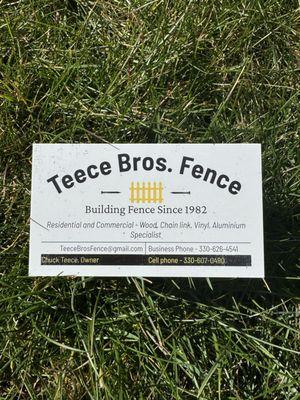 Teece Bros. Fence
Building Fence Since 1982
Residential and Commercial - Wood, Chain link, Vinyl, Aluminium
Specialist
TeeceBrosFence@gmail.com Business Phone - 330-626-4541
Chuck Teece, Owner Cell phone - 330-607-0480